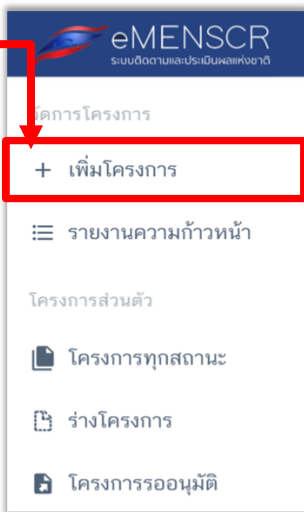 eMENSCR
ระบบติดตามและประเมินผลแห่งชาติ
จัดการโครงการ
+ เพิ่มโครงการ
รายงานความก้าวหน้า
โครงการส่วนตัว
โครงการทุกสถานะ
ร่างโครงการ
โครงการรออนุมัติ